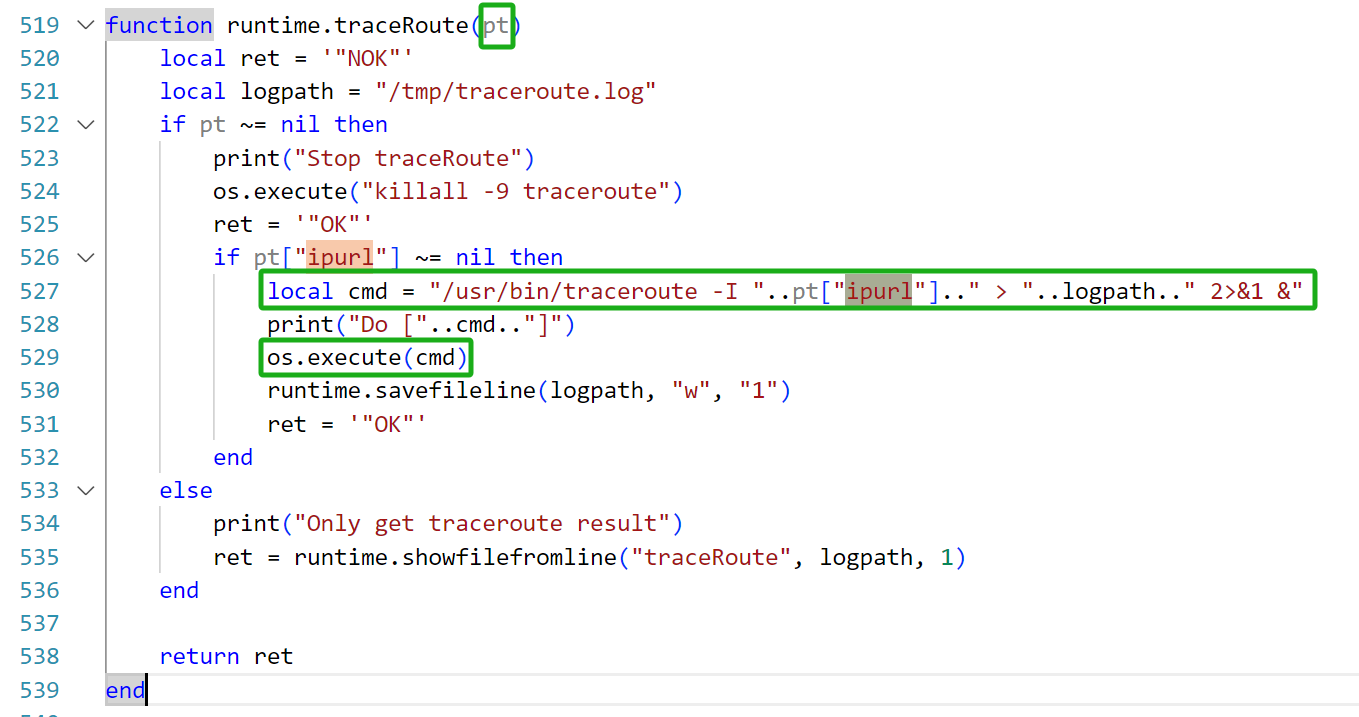 519 function runtime.traceRoute(pt)
520 local ret = '"NOK"'
521 local logpath = "/tmp/traceroute.log"
522 if pt ~= nil then
523 print("Stop traceRoute")
524 os.execute("killall -9 traceroute")
525 ret = '"OK"'
526 if pt["ipurl"] ~= nil then
527 local cmd = "/usr/bin/traceroute -I "..pt["ipurl"].." > "..logpath.." 2>&1 &"
528 print("Do ["..cmd.."]")
529 os.execute(cmd)
530 runtime.savefileline(logpath, "w", "1")
531 ret = '"OK"'
532 end
533 else
534 print("Only get traceroute result")
535 ret = runtime.showfilefromline("traceRoute", logpath, 1)
536 end
537
538 return ret
539 end